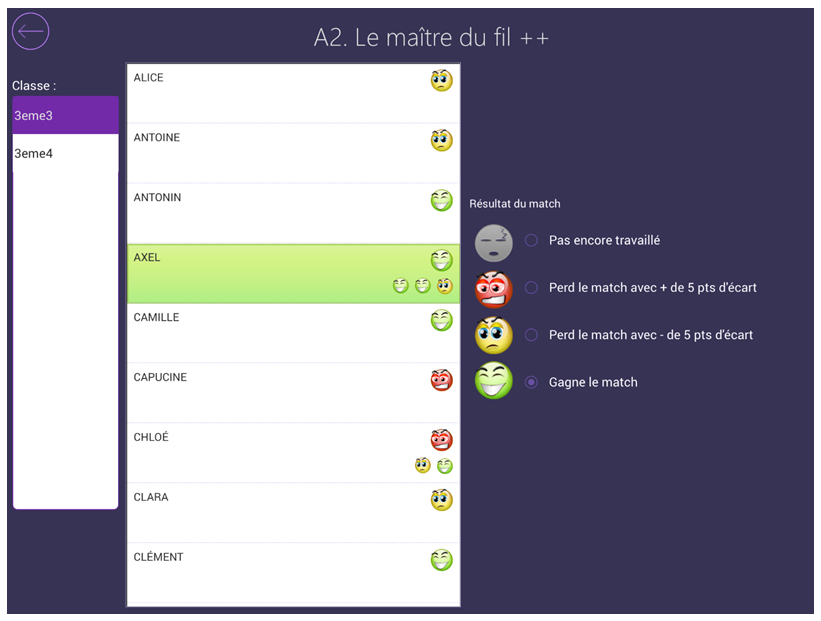 A2. Le maître du fil ++
Classe :
3eme3
3eme4
ALICE
ANTOINE
ANTONIN
AXEL
CAMILLE
CAPUCINE
CHLOÉ
CLARA
CLÉMENT
Résultat du match
Pas encore travaillé
Perd le match avec + de 5 pts d'écart
Perd le match avec - de 5 pts d'écart
Gagne le match